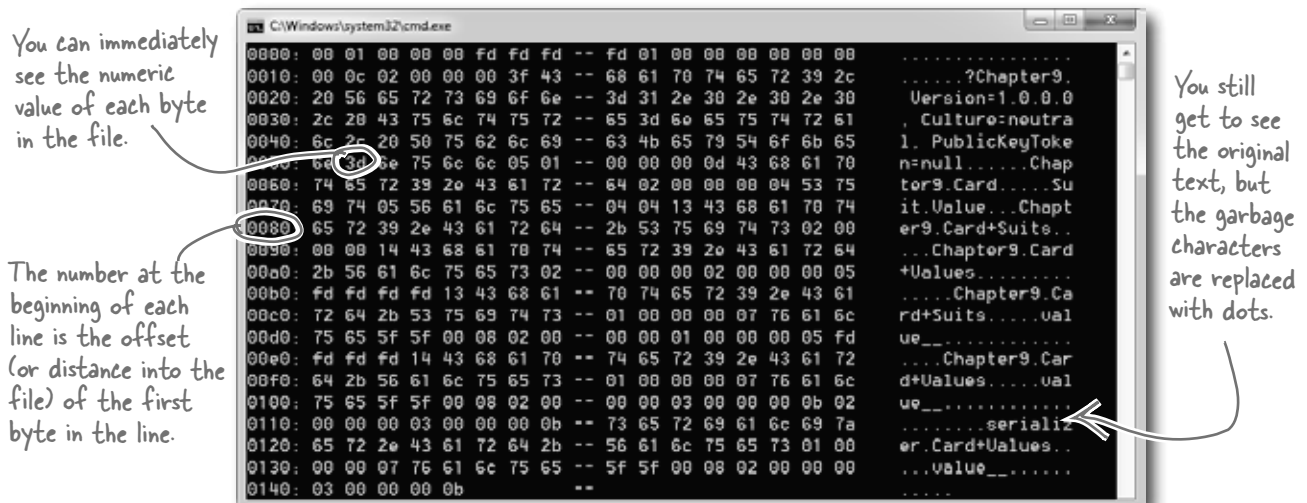 You can immediately
see the numeric
value of each byte
in the file.
The number at the
beginning of each
line is the offset
(or distance into the
file) of the first
byte in the line.
C:\Windows\system32\cmd.exe
0000: 00 01 00 00 00 fd fd fd -- fd 01 00 00 00 00 00 00 ................
0010: 00 0c 02 00 00 00 3f 43 -- 68 61 70 74 65 72 39 2c ......?Chapter9,
0020: 20 56 65 72 73 69 6f 6e -- 3d 31 2e 30 2e 30 2e 30 Version=1.0.0.0
0030: 2c 20 43 75 6c 74 75 72 -- 65 3d 6e 65 75 74 72 61 , Culture=neutra
0040: 6c 2c 20 50 75 62 6c 69 -- 63 4b 65 79 54 6f 6b 65 l, PublicKeyToke
0050: 6e 3d 6e 75 6c 6c 05 01 -- 00 00 00 0d 43 68 61 70 n=null......Chap
0060: 74 65 72 39 2e 43 61 72 -- 64 02 00 00 00 04 53 75 ter9.Card.....Su
0070: 69 74 05 56 61 6c 75 65 -- 04 04 13 43 68 61 70 74 it.Value...Chapt
0080: 65 72 39 2e 43 61 72 64 -- 2b 53 75 69 74 73 02 00 er9.Card+Suits..
0090: 00 00 14 43 68 61 70 74 -- 65 72 39 2e 43 61 72 64 ...Chapter9.Card
00a0: 2b 56 61 6c 75 65 73 02 -- 00 00 00 02 00 00 00 05 +Values.........
00b0: fd fd fd fd 13 43 68 61 -- 70 74 65 72 39 2e 43 61 .....Chapter9.Ca
00c0: 72 64 2b 53 75 69 74 73 -- 01 00 00 00 07 76 61 6c rd+Suits.....val
00d0: 75 65 5f 5f 00 08 02 00 -- 00 00 01 00 00 00 05 fd ue__............
00e0: fd fd fd 14 43 68 61 70 -- 74 65 72 39 2e 43 61 72 ....Chapter9.Car
00f0: 64 2b 56 61 6c 75 65 73 -- 01 00 00 00 07 76 61 6c d+Values.....val
0100: 75 65 5f 5f 00 08 02 00 -- 00 00 03 00 00 00 0b 02 ue__............
0110: 00 00 00 03 00 00 00 0b -- 73 65 72 69 61 6c 69 7a ........serializ
0120: 65 72 2e 43 61 72 64 2b -- 56 61 6c 75 65 73 01 00 er.Card+Values..
0130: 00 00 07 76 61 6c 75 65 -- 5f 5f 00 08 02 00 00 00 ...value__......
0140: 03 00 00 00 0b -- .....
You still
get to see
the original
text, but
the garbage
characters
are replaced
with dots.